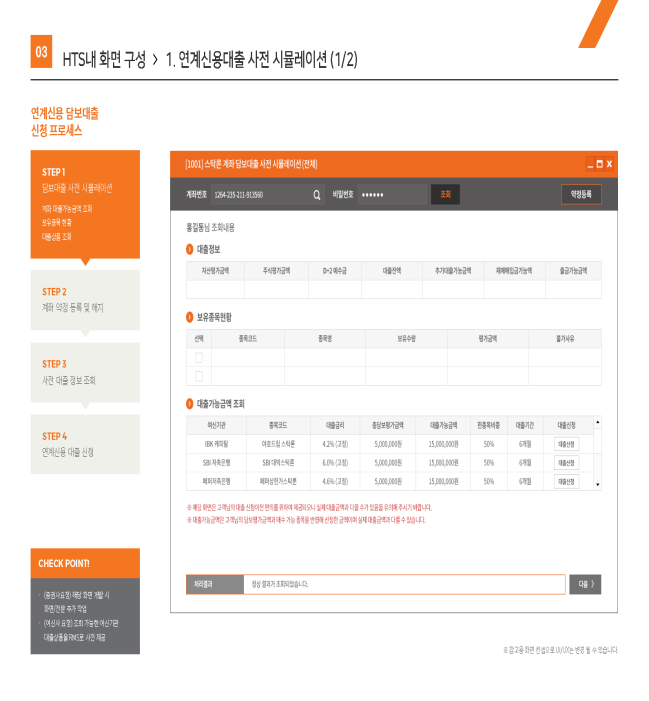 03
HTS내 화면 구성 > 1. 연계신용대출 사전 시뮬레이션 (1/2)
연계신용 담보대출
신청 프로세스
STEP 1
담보대출 사전 시뮬레이션
계좌 대출가능금액 조회
보유종목 현황
대출상품 조회
STEP 2
계좌 약정 등록 및 해지
STEP 3
사전 대출 정보 조회
STEP 4
연계신용 대출 신청
CHECK POINT!
· (증권사요청) 해당 화면 개발 시
화면/전문 추가 작업
· (여신사 요청) 조회 가능한 여신기관
대출상품을 RMS로 사전 제공
[1001] 스탁론 계좌 담보대출 사전 시뮬레이션(전체)
계좌번호 1264-235-211-913560 비밀번호 •••••• 조회 약정등록
홍길동님 조회내용
대출정보
자산평가금액 주식평가금액 D+2 예수금 대출잔액 추가대출가능금액 재매매입금가능액 출금가능금액
보유종목현황
선택 종목코드 종목명 보유수량 평가금액 불가사유
대출가능금액 조회
여신기관 종목코드 대출금리 총담보평가금액 대출가능금액 한종목비중 대출기간 대출신청
IBK 캐피탈 아호드림 스탁론 4.2% (고정) 5,000,000원 15,000,000원 50% 6개월 대출신청
SBI 저축은행 SBI 대박스탁론 6.0% (고정) 5,000,000원 15,000,000원 50% 6개월 대출신청
페퍼저축은행 페퍼상한가스탁론 4.6% (고정) 5,000,000원 15,000,000원 50% 6개월 대출신청
※ 해당 화면은 고객님의 대출 신청이전 편의를 위하여 제공되오니 실제 대출금액과 다를 수가 있음을 유의해 주시기 바랍니다.
※ 대출가능금액은 고객님의 담보평가금액과 매수 가능 종목을 반영해 산정한 금액이며 실제 대출금액과 다를 수 있습니다.
처리결과 정상 결과가 조회되었습니다. 다음 >
※ 참고용 화면 컨셉으로 UI/UX는 변경 될 수 있습니다.